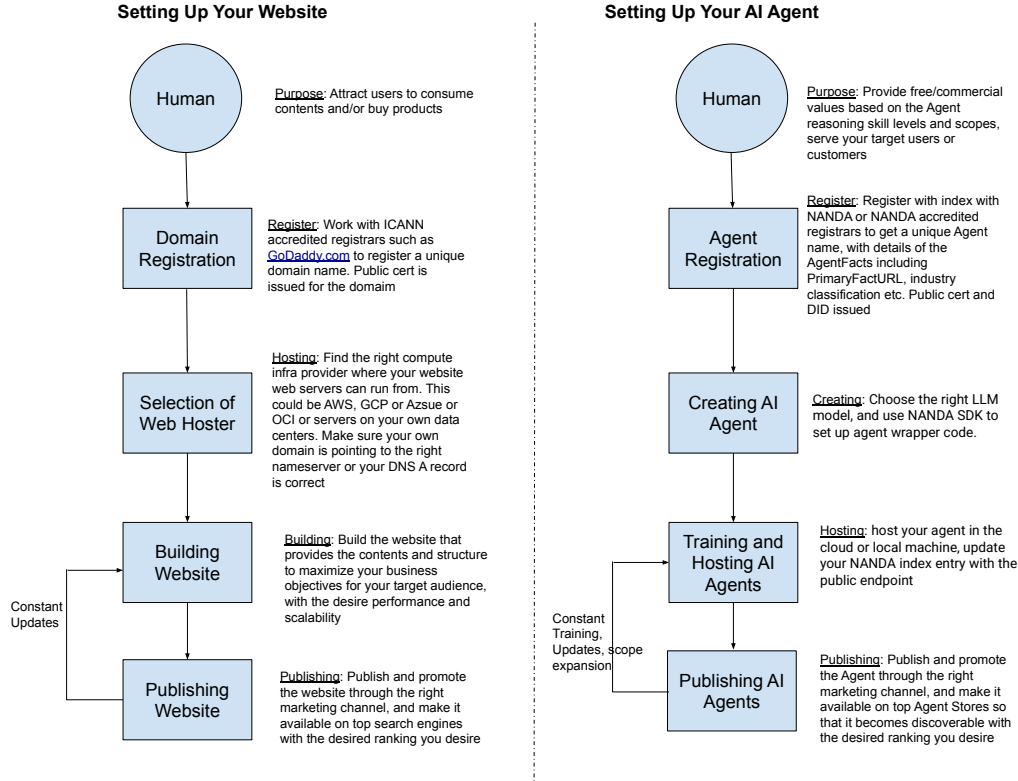 Setting Up Your Website
Human
Purpose: Attract users to consume
contents and/or buy products
Domain
Registration
Register: Work with ICANN
accredited registrars such as
GoDaddy.com to register a unique
domain name. Public cert is
issued for the domaim
Selection of
Web Hoster
Hosting: Find the right compute
infra provider where your website
web servers can run from. This
could be AWS, GCP or Azsue or
OCI or servers on your own data
centers. Make sure your own
domain is pointing to the right
nameserver or your DNS A record
is correct
Building
Website
Building: Build the website that
provides the contents and structure
to maximize your business
objectives for your target audience,
with the desire performance and
scalability
Constant
Updates
Publishing
Website
Publishing: Publish and promote
the website through the right
marketing channel, and make it
available on top search engines
with the desired ranking you desire
Setting Up Your AI Agent
Human
Purpose: Provide free/commercial
values based on the Agent
reasoning skill levels and scopes,
serve your target users or
customers
Agent
Registration
Register: Register with index with
NANDA or NANDA accredited
registrars to get a unique Agent
name, with details of the
AgentFacts including
PrimaryFactURL, industry
classification etc. Public cert and
DID issued
Creating AI
Agent
Creating: Choose the right LLM
model, and use NANDA SDK to
set up agent wrapper code.
Training and
Hosting AI
Agents
Hosting: host your agent in the
cloud or local machine, update
your NANDA index entry with the
public endpoint
Constant
Training,
Updates, scope
expansion
Publishing AI
Agents
Publishing: Publish and promote
the Agent through the right
marketing channel, and make it
available on top Agent Stores so
that it becomes discoverable with
the desired ranking you desire